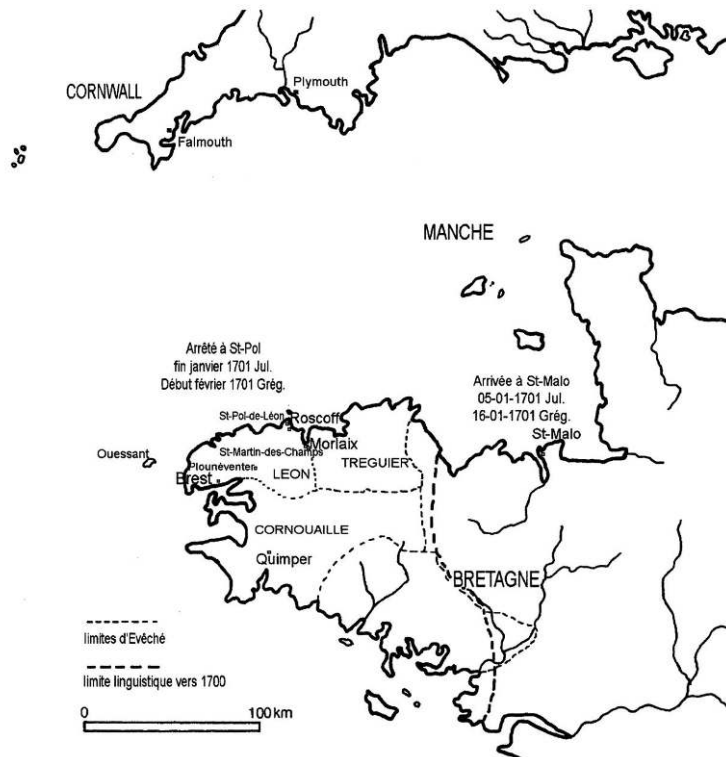 Plymouth
CORNWALL
Falmouth
MANCHE
Arrêté à St-Pol
fin janvier 1701 Jul.
Début février 1701 Grég.
Arrivée à St-Malo
05-01-1701 Jul.
16-01-1701 Grég.
St-Malo
St-Pol-de-Léon
Roscoff
Morlaix
Ouessant
St-Martin-des-Champs
TREGUIER
Plounéventer
LEON
Brest
CORNOUAILLE
Quimper
BRETAGNE
limites d'Evêché
limite linguistique vers 1700
0
100 km